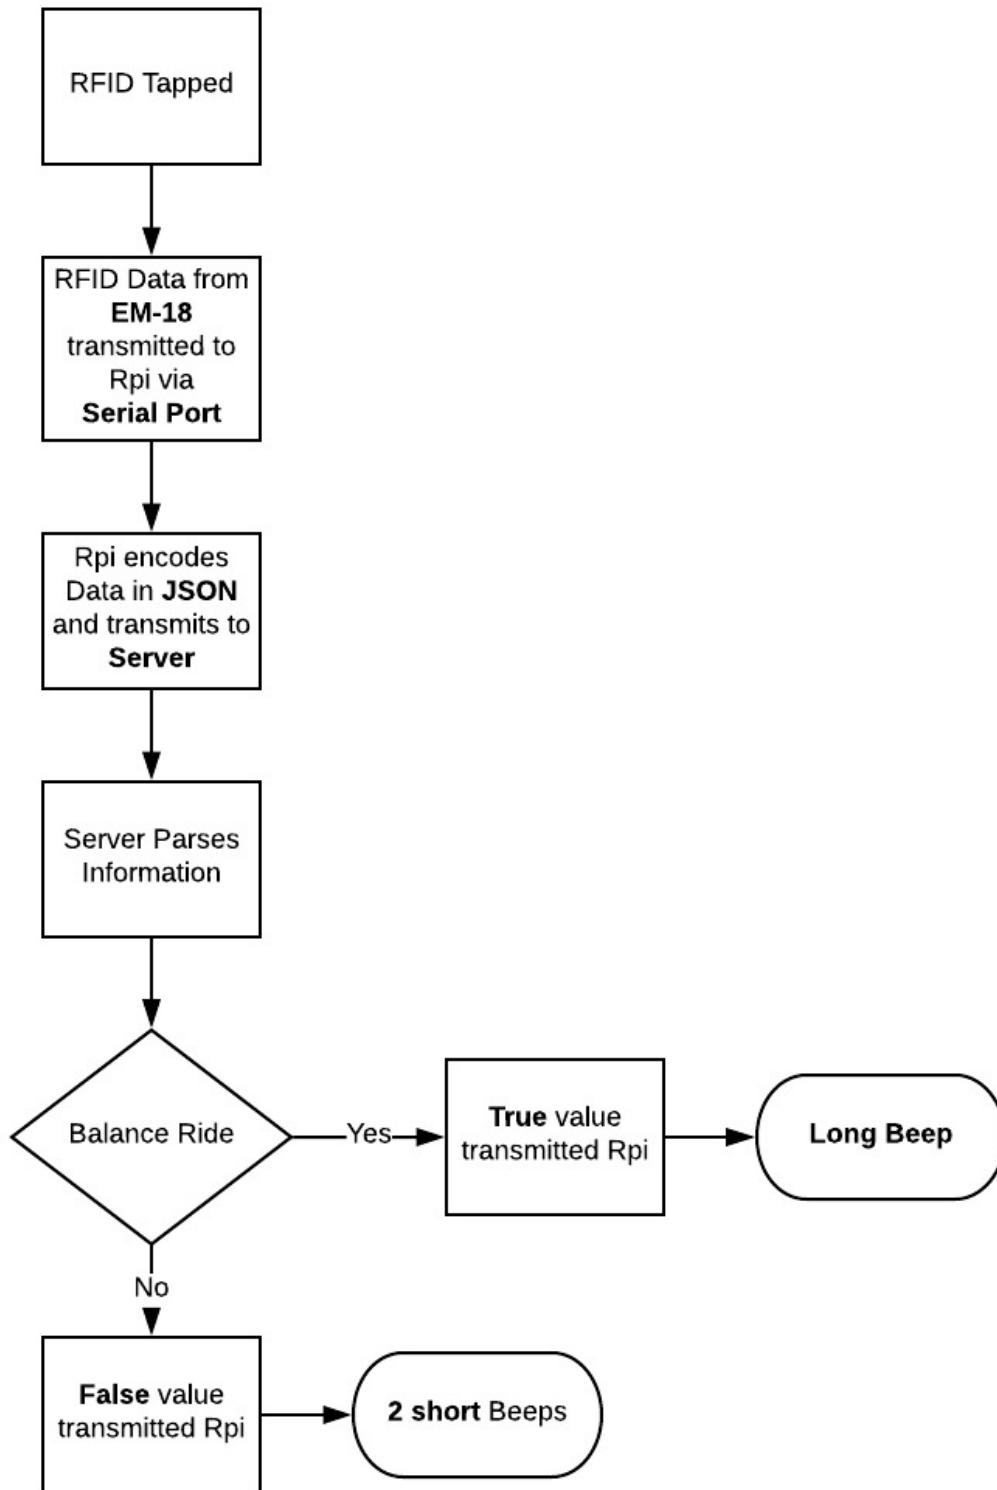 RFID Tapped
RFID Data from
EM-18
transmitted to
Rpi via
Serial Port
Rpi encodes
Data in JSON
and transmits to
Server
Server Parses
Information
Balance Ride
Yes
True value
transmitted Rpi
Long Beep
No
False value
transmitted Rpi
2 short Beeps